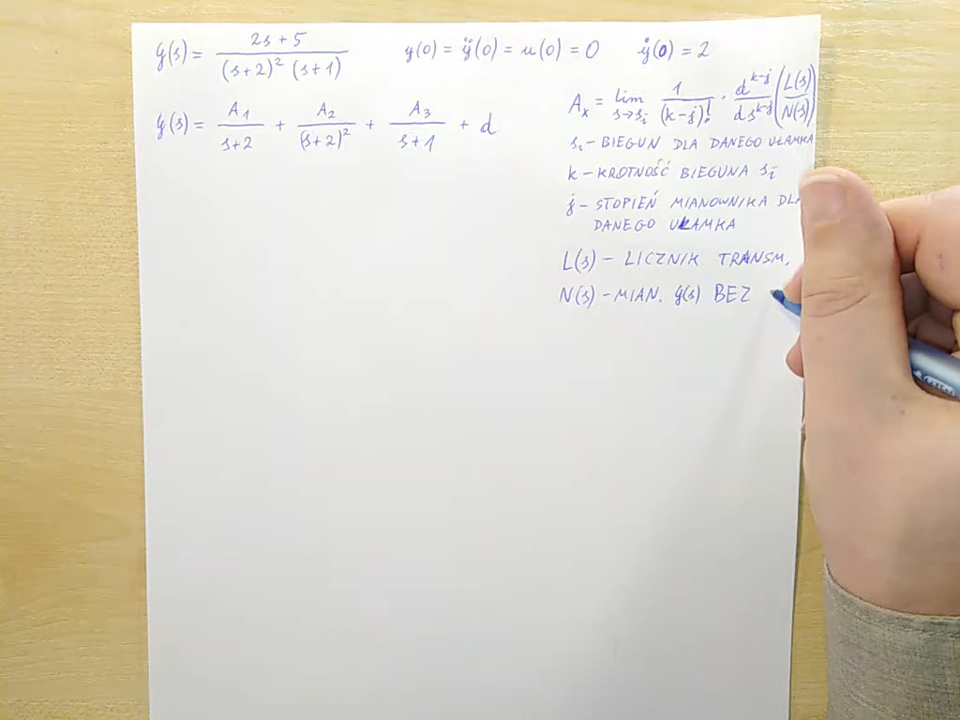 g(s) = (2s + 5) / ((s+2)² (s+1))    y(0) = ÿ(0) = u(0) = 0    ẏ(0) = 2
g(s) = A₁/(s+2) + A₂/(s+2)² + A₃/(s+1) + d
Aₓ = lim s→sᵢ 1/(k-j)! · d^(k-j)/ds^(k-j) (L(s)/N(s))
sᵢ – BIEGUN DLA DANEGO UŁAMKA
k – KROTNOŚĆ BIEGUNA sᵢ
j – STOPIEŃ MIANOWNIKA DLA
DANEGO UŁAMKA
L(s) – LICZNIK TRANSM.
N(s) – MIAN. g(s) BEZ